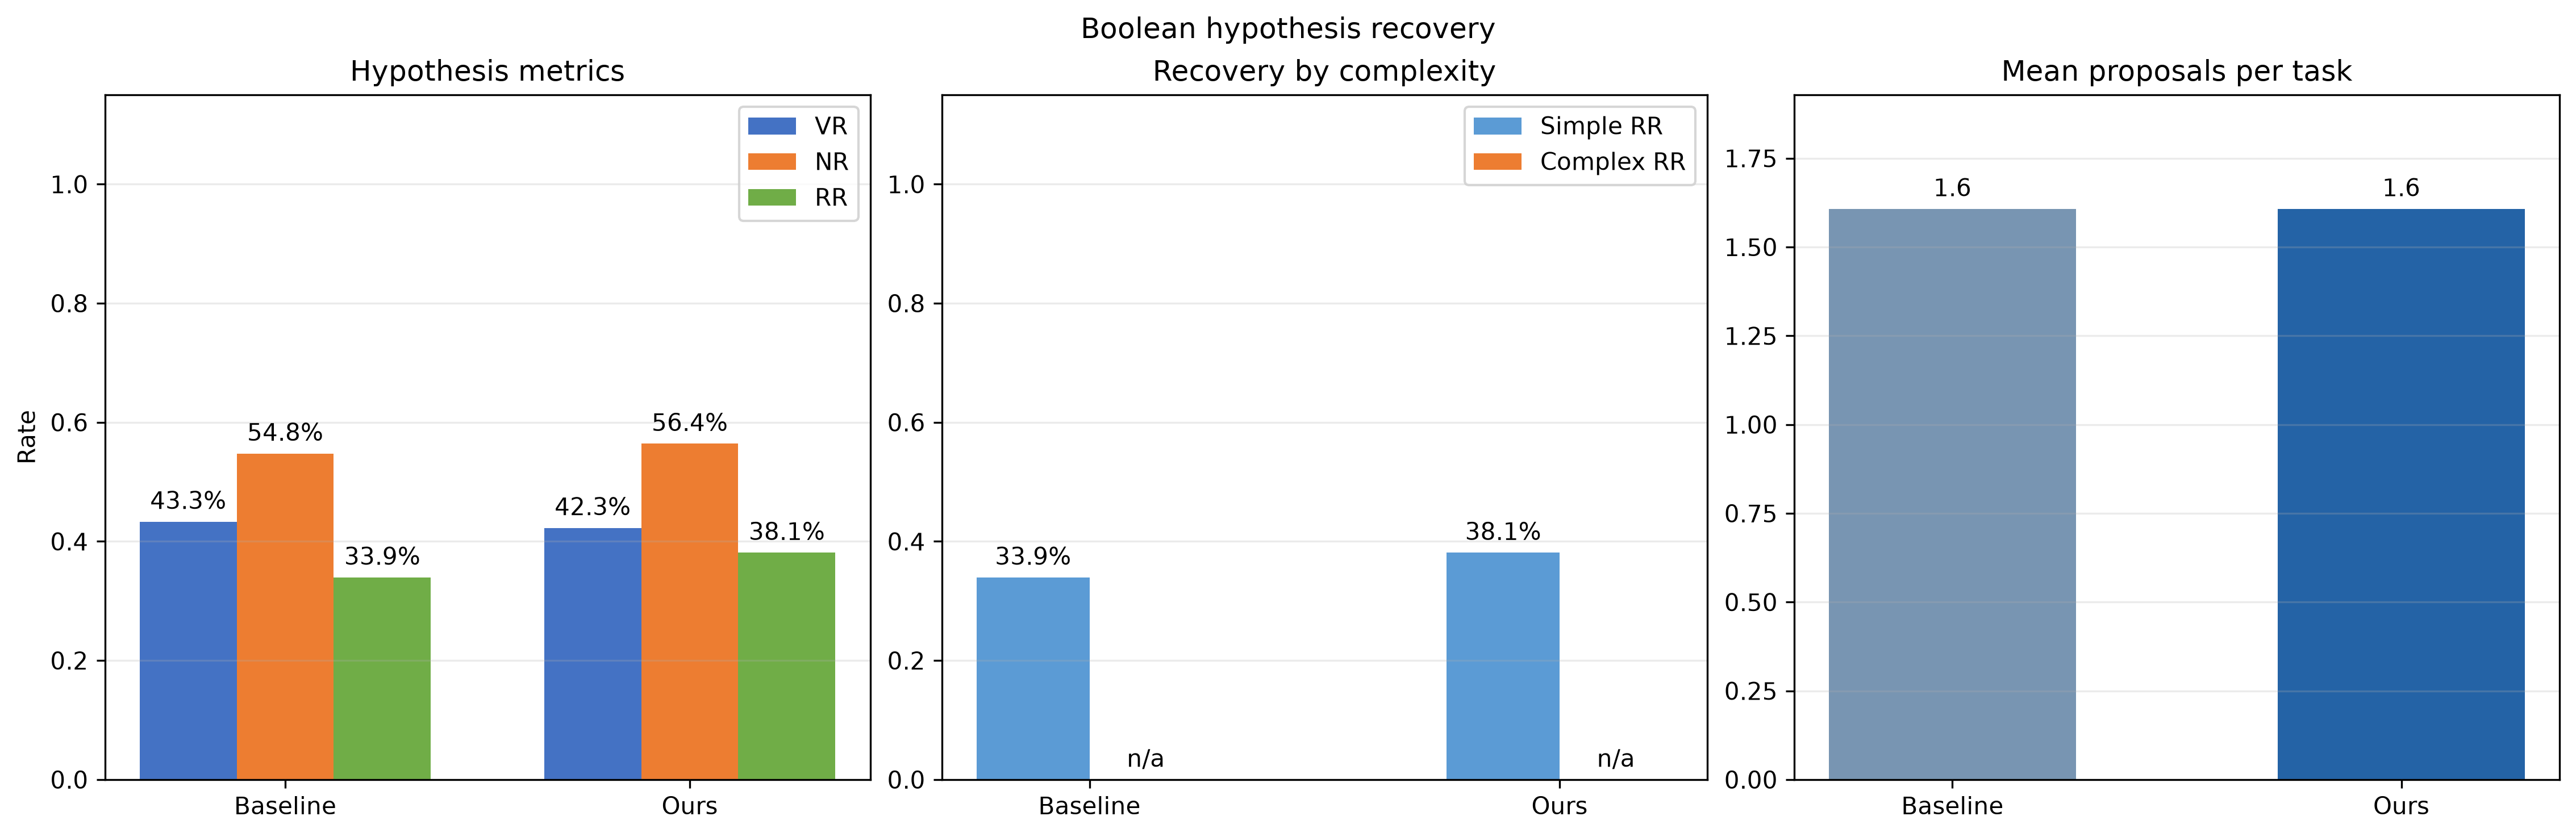 Boolean hypothesis recovery
Hypothesis metrics
Rate
1.0
0.8
0.6
0.4
0.2
0.0
VR
NR
RR
43.3%
54.8%
33.9%
42.3%
56.4%
38.1%
Baseline
Ours
Recovery by complexity
1.0
0.8
0.6
0.4
0.2
0.0
Simple RR
Complex RR
33.9%
n/a
38.1%
n/a
Baseline
Ours
Mean proposals per task
1.75
1.50
1.25
1.00
0.75
0.50
0.25
0.00
1.6
1.6
Baseline
Ours